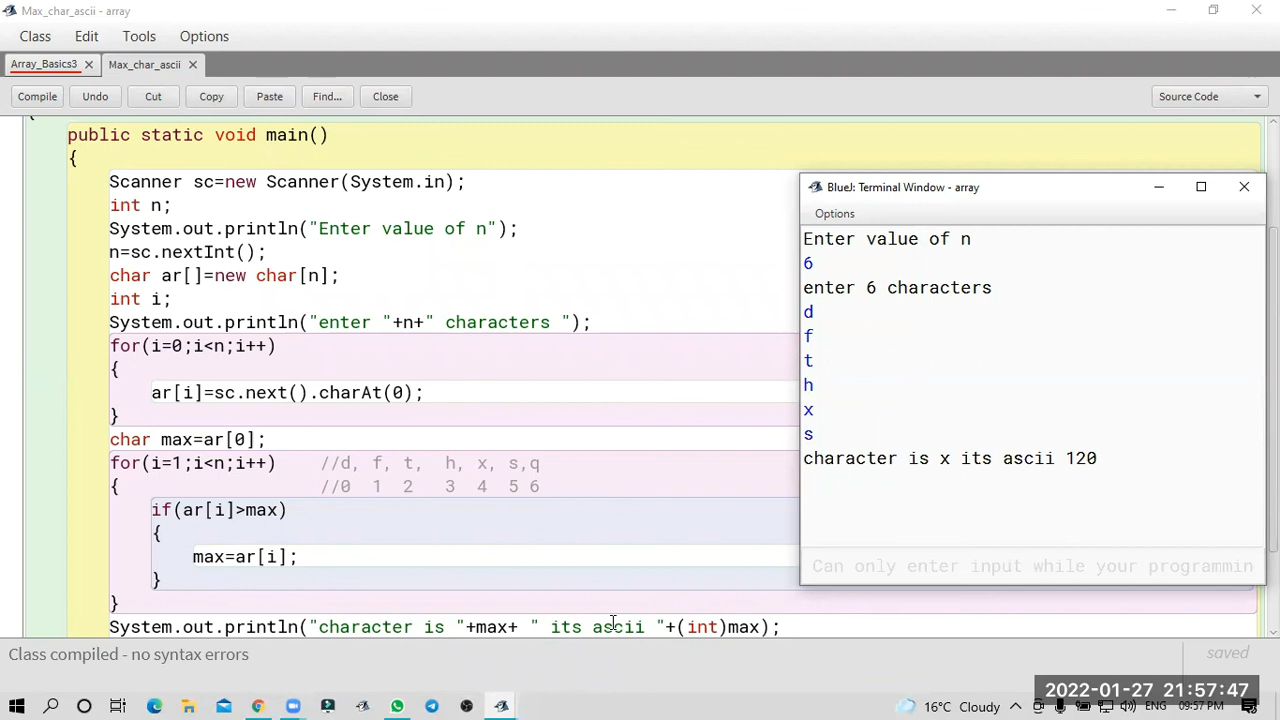 Max_char_ascii - array
Class Edit Tools Options
Array_Basics3 Max_char_ascii
Compile Undo Cut Copy Paste Find... Close Source Code
public static void main()
{
Scanner sc=new Scanner(System.in);
int n;
System.out.println("Enter value of n");
n=sc.nextInt();
char ar[]=new char[n];
int i;
System.out.println("enter "+n+" characters ");
for(i=0;i<n;i++)
{
ar[i]=sc.next().charAt(0);
}
char max=ar[0];
for(i=1;i<n;i++) //d, f, t, h, x, s,q
{ //0 1 2 3 4 5 6
if(ar[i]>max)
{
max=ar[i];
}
}
System.out.println("character is "+max+ " its ascii "+(int)max);
Class compiled - no syntax errors
saved
BlueJ: Terminal Window - array
Options
Enter value of n
6
enter 6 characters
d
f
t
h
x
s
character is x its ascii 120
Can only enter input while your programmin
2022-01-27 21:57:47
16°C Cloudy ENG 09:57 PM